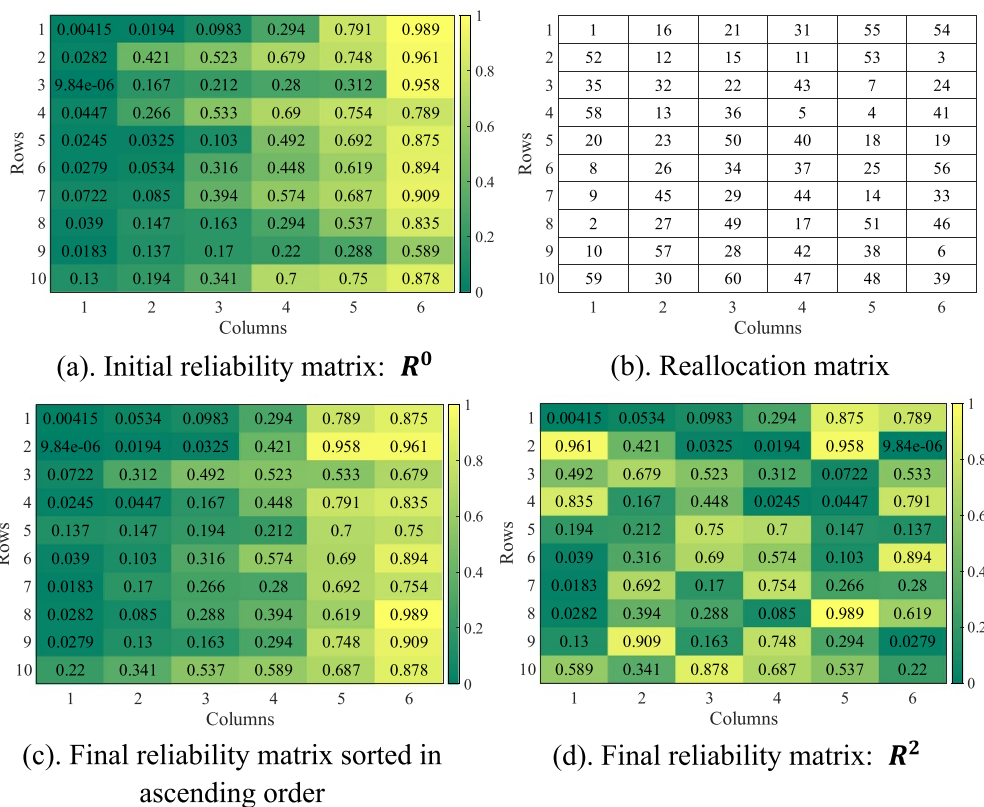 1 0.00415 0.0194 0.0983 0.294 0.791 0.989
2 0.0282 0.421 0.523 0.679 0.748 0.961
3 9.84e-06 0.167 0.212 0.28 0.312 0.958
4 0.0447 0.266 0.533 0.69 0.754 0.789
5 0.0245 0.0325 0.103 0.492 0.692 0.875
6 0.0279 0.0534 0.316 0.448 0.619 0.894
7 0.0722 0.085 0.394 0.574 0.687 0.909
8 0.039 0.147 0.163 0.294 0.537 0.835
9 0.0183 0.137 0.17 0.22 0.288 0.589
10 0.13 0.194 0.341 0.7 0.75 0.878
1 2 3 4 5 6
Rows
Columns
1
0.8
0.6
0.4
0.2
0
(a). Initial reliability matrix: R⁰
1 1 16 21 31 55 54
2 52 12 15 11 53 3
3 35 32 22 43 7 24
4 58 13 36 5 4 41
5 20 23 50 40 18 19
6 8 26 34 37 25 56
7 9 45 29 44 14 33
8 2 27 49 17 51 46
9 10 57 28 42 38 6
10 59 30 60 47 48 39
1 2 3 4 5 6
Rows
Columns
(b). Reallocation matrix
1 0.00415 0.0534 0.0983 0.294 0.789 0.875
2 9.84e-06 0.0194 0.0325 0.421 0.958 0.961
3 0.0722 0.312 0.492 0.523 0.533 0.679
4 0.0245 0.0447 0.167 0.448 0.791 0.835
5 0.137 0.147 0.194 0.212 0.7 0.75
6 0.039 0.103 0.316 0.574 0.69 0.894
7 0.0183 0.17 0.266 0.28 0.692 0.754
8 0.0282 0.085 0.288 0.394 0.619 0.989
9 0.0279 0.13 0.163 0.294 0.748 0.909
10 0.22 0.341 0.537 0.589 0.687 0.878
1 2 3 4 5 6
Rows
Columns
1
0.8
0.6
0.4
0.2
0
(c). Final reliability matrix sorted in
ascending order
1 0.00415 0.0534 0.0983 0.294 0.875 0.789
2 0.961 0.421 0.0325 0.0194 0.958 9.84e-06
3 0.492 0.679 0.523 0.312 0.0722 0.533
4 0.835 0.167 0.448 0.0245 0.0447 0.791
5 0.194 0.212 0.75 0.7 0.147 0.137
6 0.039 0.316 0.69 0.574 0.103 0.894
7 0.0183 0.692 0.17 0.754 0.266 0.28
8 0.0282 0.394 0.288 0.085 0.989 0.619
9 0.13 0.909 0.163 0.748 0.294 0.0279
10 0.589 0.341 0.878 0.687 0.537 0.22
1 2 3 4 5 6
Rows
Columns
1
0.8
0.6
0.4
0.2
0
(d). Final reliability matrix: R²